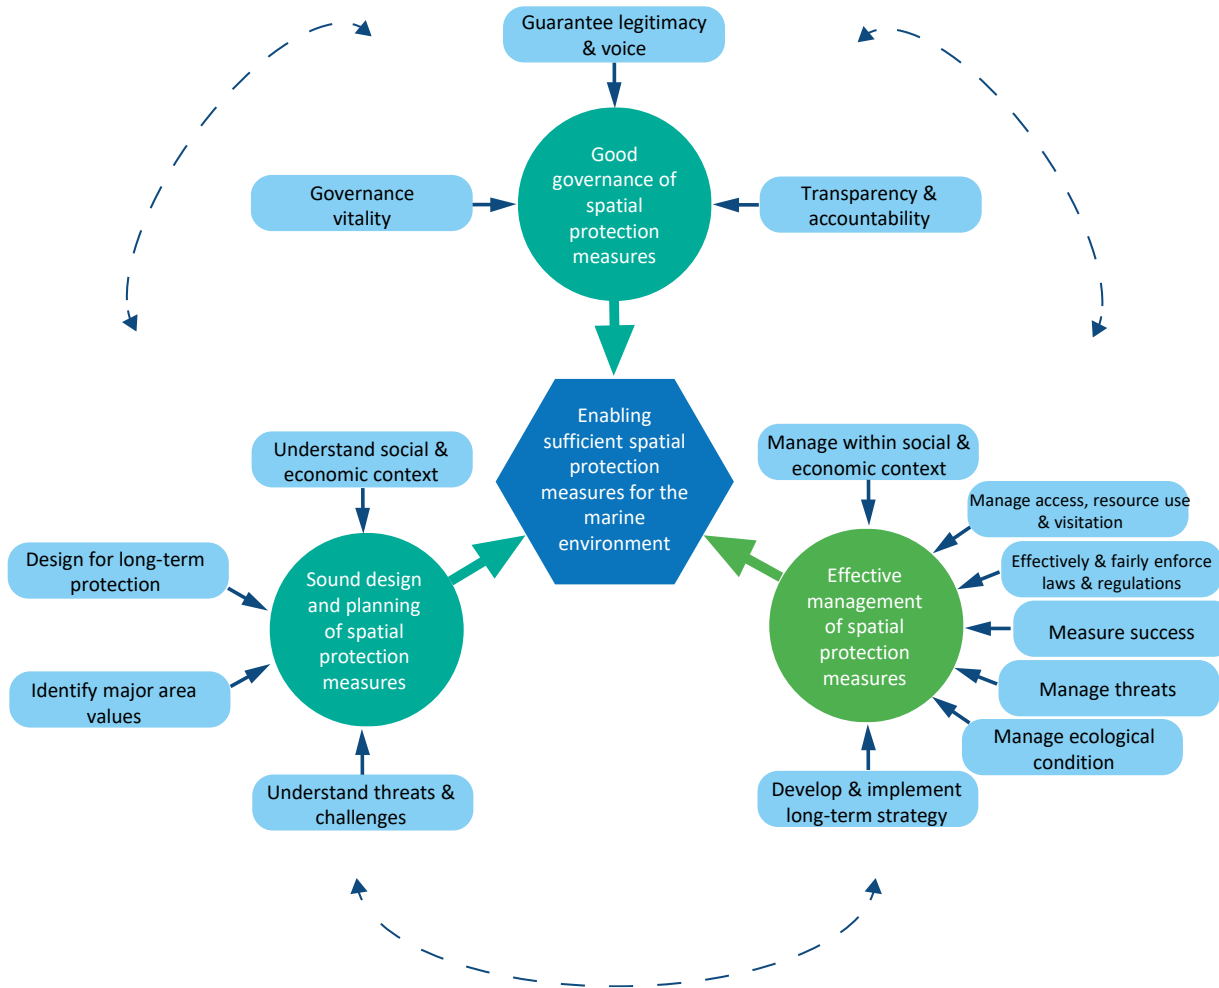 Guarantee legitimacy
& voice
Good
governance of
spatial
protection
measures
Governance
vitality
Transparency &
accountability
Enabling
sufficient spatial
protection
measures for the
marine
environment
Understand social &
economic context
Design for long-term
protection
Sound design
and planning
of spatial
protection
measures
Identify major area
values
Understand threats &
challenges
Manage within social &
economic context
Manage access, resource use
& visitation
Effectively & fairly enforce
laws & regulations
Effective
management
of spatial
protection
measures
Measure success
Manage threats
Manage ecological
condition
Develop & implement
long-term strategy